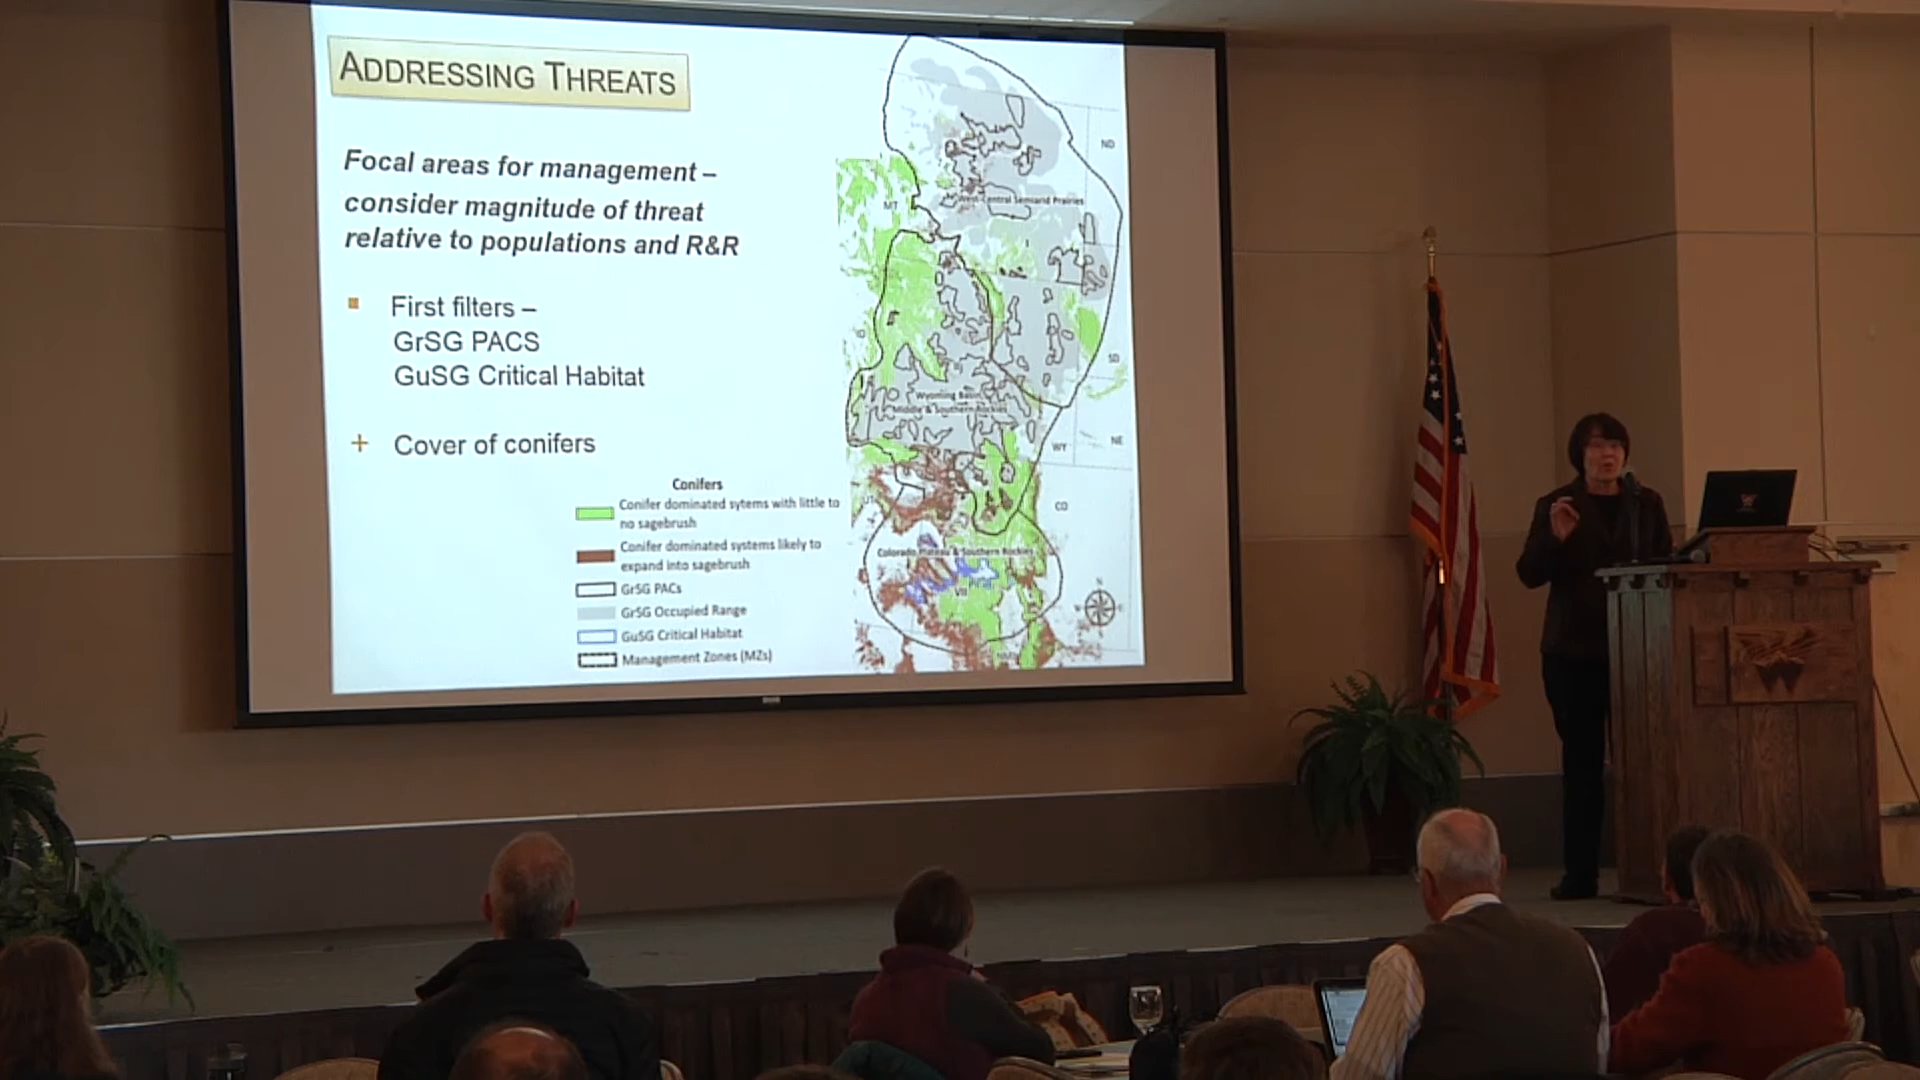 ADDRESSING THREATS
Focal areas for management –
consider magnitude of threat
relative to populations and R&R
First filters –
GrSG PACS
GuSG Critical Habitat
+ Cover of conifers
Conifers
Conifer dominated sytems with little to
no sagebrush
Conifer dominated systems likely to
expand into sagebrush
GrSG PACs
GrSG Occupied Range
GuSG Critical Habitat
Management Zones (MZs)
ND
MT
West-Central Semiarid Prairies
I
ID
SD
Wyoming Basin
Middle & Southern Rockies
WY
NE
UT
CO
Colorado Plateau & Southern Rockies
VII
N